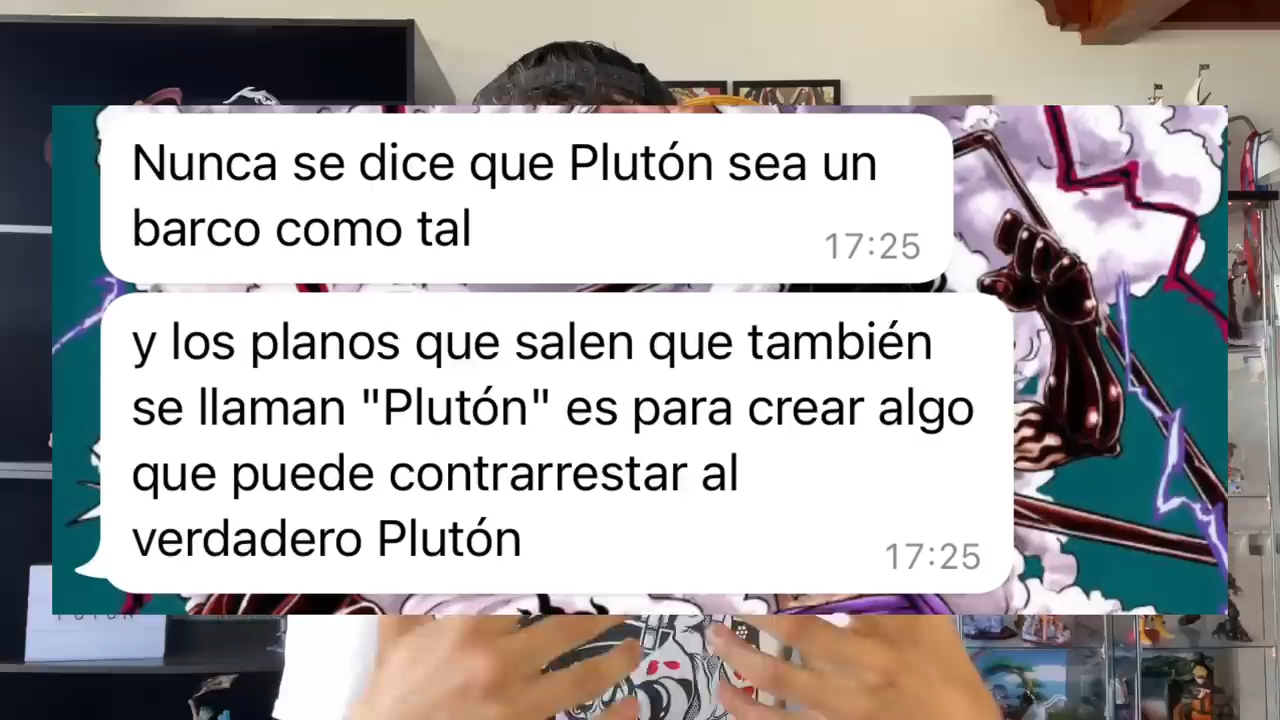 Nunca se dice que Plutón sea un
barco como tal
17:25
y los planos que salen que también
se llaman "Plutón" es para crear algo
que puede contrarrestar al
verdadero Plutón
17:25